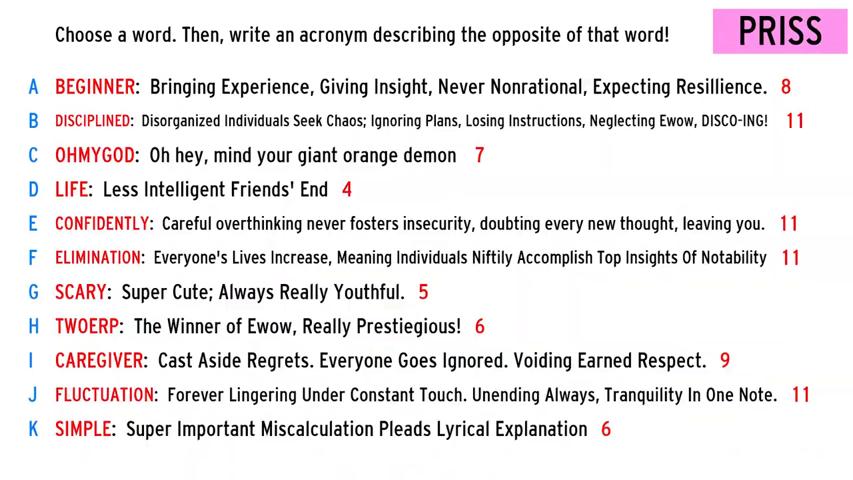 Choose a word. Then, write an acronym describing the opposite of that word!
PRISS
A BEGINNER: Bringing Experience, Giving Insight, Never Nonrational, Expecting Resillience. 8
B DISCIPLINED: Disorganized Individuals Seek Chaos; Ignoring Plans, Losing Instructions, Neglecting Ewow, DISCO-ING! 11
C OHMYGOD: Oh hey, mind your giant orange demon 7
D LIFE: Less Intelligent Friends' End 4
E CONFIDENTLY: Careful overthinking never fosters insecurity, doubting every new thought, leaving you. 11
F ELIMINATION: Everyone's Lives Increase, Meaning Individuals Niftily Accomplish Top Insights Of Notability 11
G SCARY: Super Cute; Always Really Youthful. 5
H TWOERP: The Winner of Ewow, Really Prestiegious! 6
I CAREGIVER: Cast Aside Regrets. Everyone Goes Ignored. Voiding Earned Respect. 9
J FLUCTUATION: Forever Lingering Under Constant Touch. Unending Always, Tranquility In One Note. 11
K SIMPLE: Super Important Miscalculation Pleads Lyrical Explanation 6